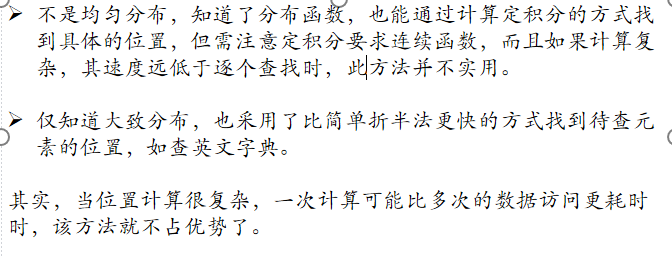 ➢ 不是均匀分布，知道了分布函数，也能通过计算定积分的方式找
到具体的位置，但需注意定积分要求连续函数，而且如果计算复
杂，其速度远低于逐个查找时，此方法并不实用。
➢ 仅知道大致分布，也采用了比简单折半法更快的方式找到待查元
素的位置，如查英文字典。
其实，当位置计算很复杂，一次计算可能比多次的数据访问更耗时
时，该方法就不占优势了。